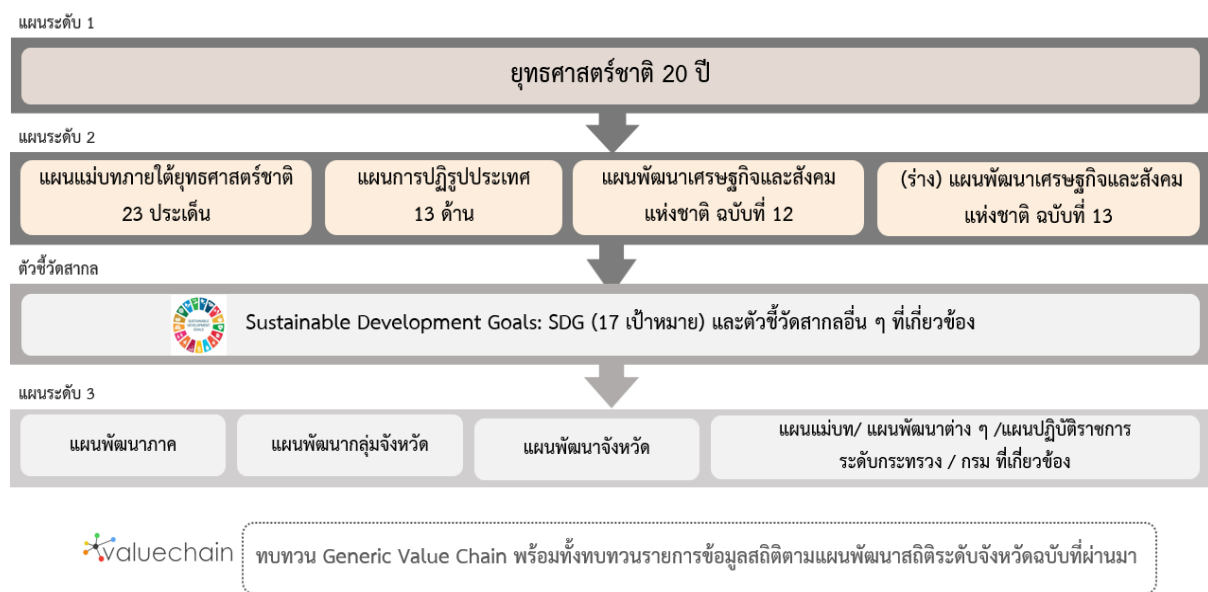 แผนระดับ 1
ยุทธศาสตร์ชาติ 20 ปี
แผนระดับ 2
แผนแม่บทภายใต้ยุทธศาสตร์ชาติ
23 ประเด็น
แผนการปฏิรูปประเทศ
13 ด้าน
แผนพัฒนาเศรษฐกิจและสังคม
แห่งชาติ ฉบับที่ 12
(ร่าง) แผนพัฒนาเศรษฐกิจและสังคม
แห่งชาติ ฉบับที่ 13
ตัวชี้วัดสากล
SUSTAINABLE
DEVELOPMENT
GOALS
Sustainable Development Goals: SDG (17 เป้าหมาย) และตัวชี้วัดสากลอื่น ๆ ที่เกี่ยวข้อง
แผนระดับ 3
แผนพัฒนาภาค
แผนพัฒนากลุ่มจังหวัด
แผนพัฒนาจังหวัด
แผนแม่บท/ แผนพัฒนาต่าง ๆ /แผนปฏิบัติราชการ
ระดับกระทรวง / กรม ที่เกี่ยวข้อง
valuechain
ทบทวน Generic Value Chain พร้อมทั้งทบทวนรายการข้อมูลสถิติตามแผนพัฒนาสถิติระดับจังหวัดฉบับที่ผ่านมา